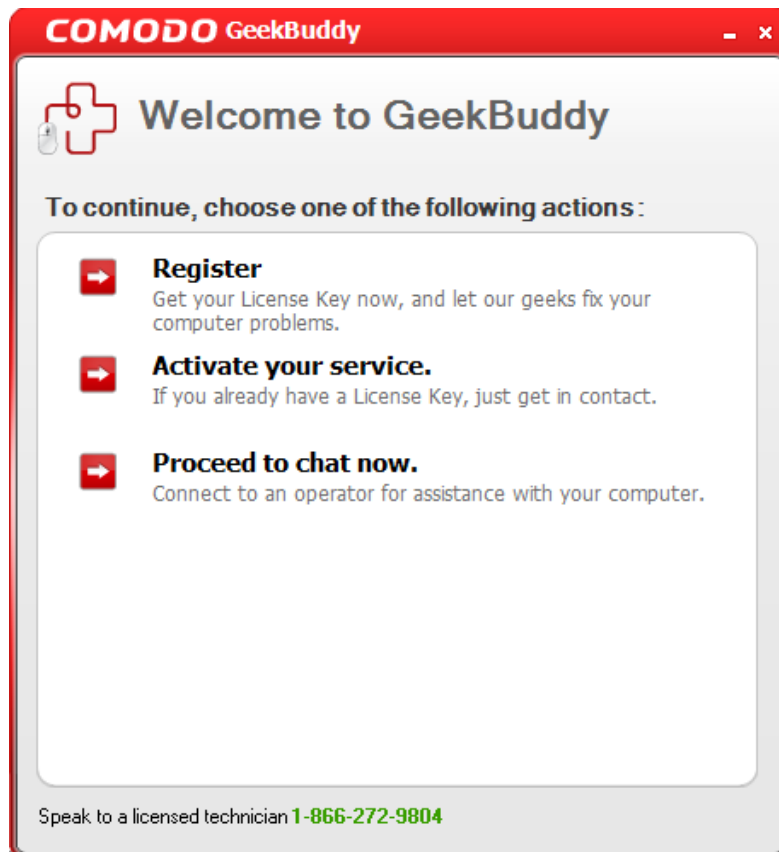 COMODO GeekBuddy
Welcome to GeekBuddy
To continue, choose one of the following actions:
Register
Get your License Key now, and let our geeks fix your
computer problems.
Activate your service.
If you already have a License Key, just get in contact.
Proceed to chat now.
Connect to an operator for assistance with your computer.
Speak to a licensed technician 1-866-272-9804